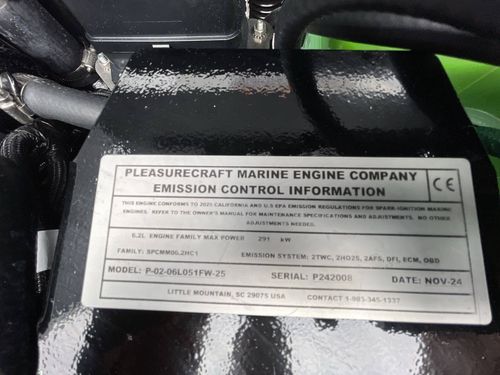 PLEASURECRAFT MARINE ENGINE COMPANY
EMISSION CONTROL INFORMATION
CE
THIS ENGINE CONFORMS TO 2025 CALIFORNIA AND U.S EPA EMISSION REGULATIONS FOR SPARK-IGNITION MARINE
ENGINES. REFER TO THE OWNER'S MANUAL FOR MAINTENANCE SPECIFICATIONS AND ADJUSTMENTS. NO OTHER
ADJUSTMENTS NEEDED.
6.2L ENGINE FAMILY MAX POWER 291 kW
FAMILY: SPCMM06.2HC1 EMISSION SYSTEM: 2TWC, 2HO2S, 2AFS, DFI, ECM, OBD
MODEL: P-02-06L051FW-25 SERIAL: P242008 DATE: NOV-24
LITTLE MOUNTAIN, SC 29075 USA CONTACT 1-803-345-1337